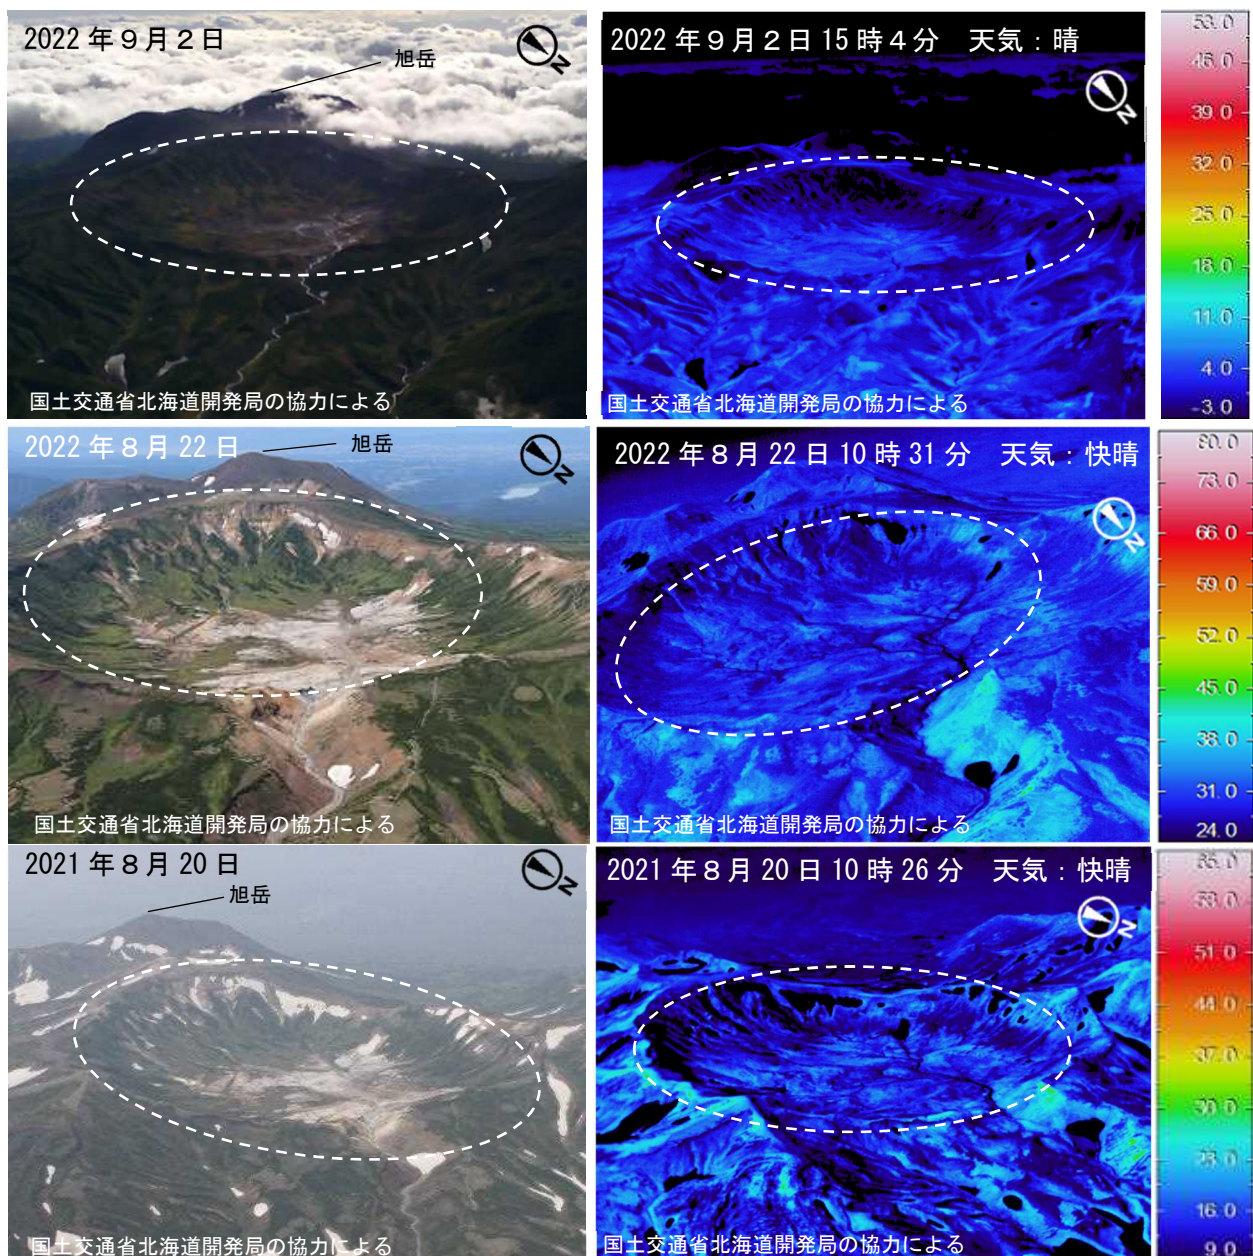 2022年9月2日
旭岳
N
国土交通省北海道開発局の協力による
2022年9月2日15時4分 天気：晴
N
国土交通省北海道開発局の協力による
53.0
46.0
39.0
32.0
25.0
18.0
11.0
4.0
-3.0
2022年8月22日
旭岳
N
国土交通省北海道開発局の協力による
2022年8月22日10時31分 天気：快晴
N
国土交通省北海道開発局の協力による
80.0
73.0
66.0
59.0
52.0
45.0
38.0
31.0
24.0
2021年8月20日
旭岳
N
国土交通省北海道開発局の協力による
2021年8月20日10時26分 天気：快晴
N
国土交通省北海道開発局の協力による
51.0
44.0
37.0
30.0
23.0
16.0
9.0